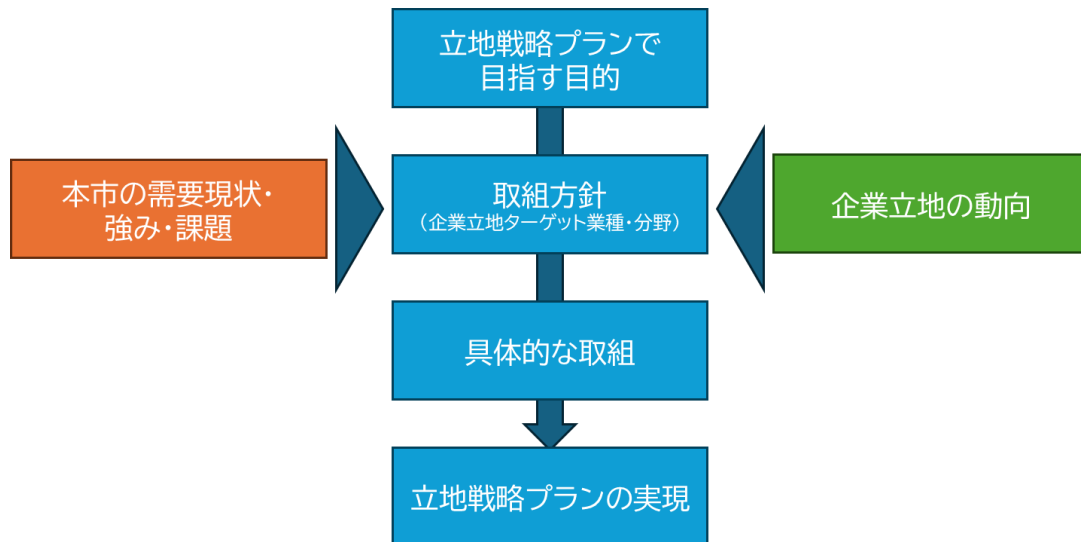 立地戦略プランで
目指す目的
本市の需要現状・
強み・課題
取組方針
（企業立地ターゲット業種・分野）
企業立地の動向
具体的な取組
立地戦略プランの実現